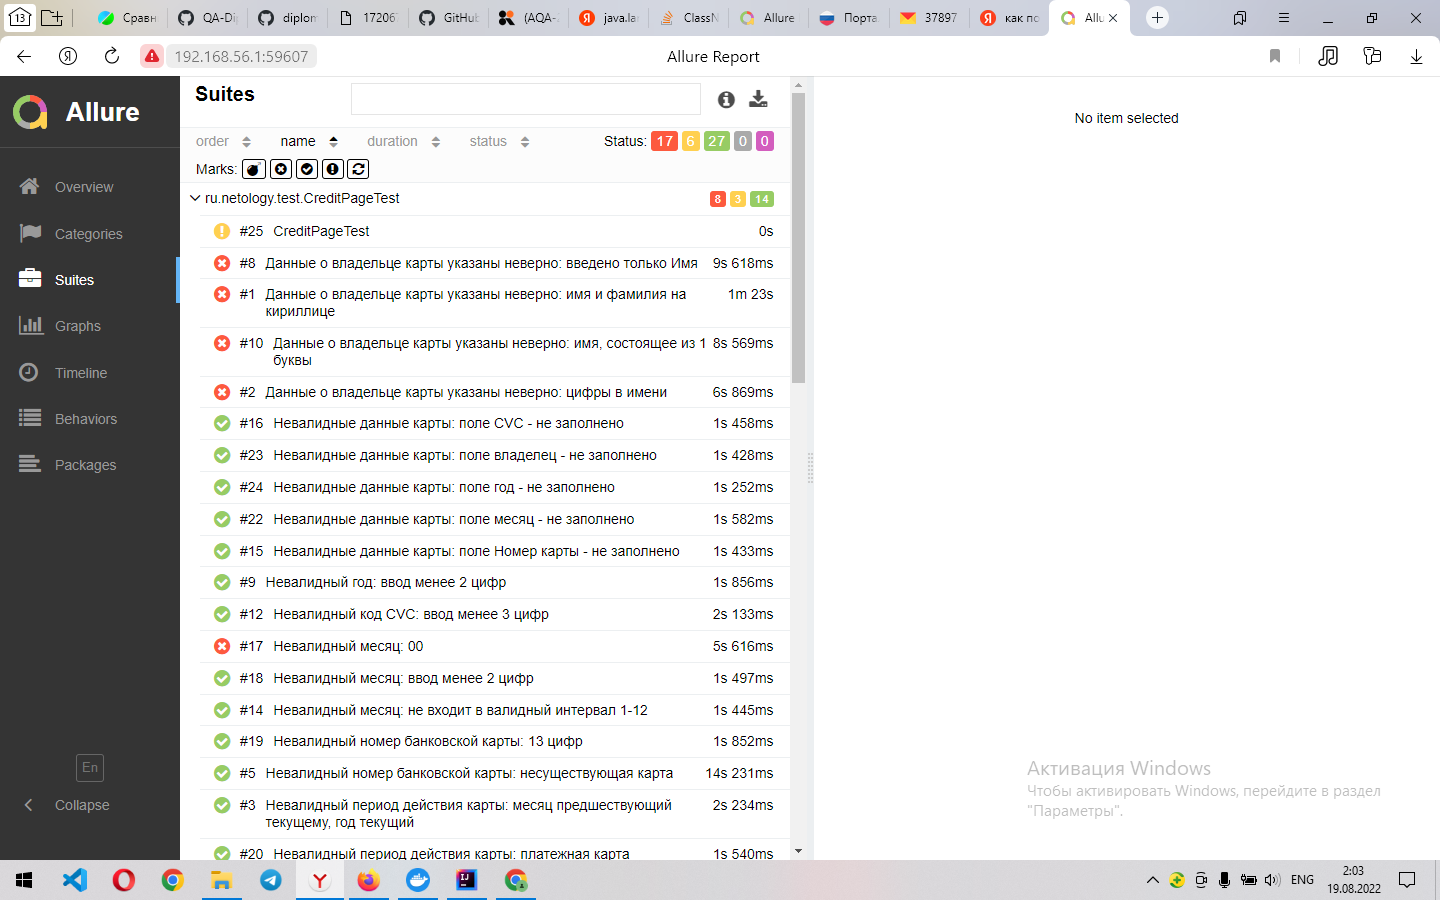 13
Сравн
QA-Dip
diplom
17206
GitHub
(AQA-
java.la
ClassN
Allure
Порта
37897
как по
Allu
192.168.56.1:59607
Allure Report
Allure
Overview
Categories
Suites
Graphs
Timeline
Behaviors
Packages
En
Collapse
Suites
order name duration status Status: 17 6 27 0 0
Marks:
ru.netology.test.CreditPageTest 8 3 14
#25 CreditPageTest 0s
#8 Данные о владельце карты указаны неверно: введено только Имя 9s 618ms
#1 Данные о владельце карты указаны неверно: имя и фамилия на 1m 23s
кириллице
#10 Данные о владельце карты указаны неверно: имя, состоящее из 1 8s 569ms
буквы
#2 Данные о владельце карты указаны неверно: цифры в имени 6s 869ms
#16 Невалидные данные карты: поле CVC - не заполнено 1s 458ms
#23 Невалидные данные карты: поле владелец - не заполнено 1s 428ms
#24 Невалидные данные карты: поле год - не заполнено 1s 252ms
#22 Невалидные данные карты: поле месяц - не заполнено 1s 582ms
#15 Невалидные данные карты: поле Номер карты - не заполнено 1s 433ms
#9 Невалидный год: ввод менее 2 цифр 1s 856ms
#12 Невалидный код CVC: ввод менее 3 цифр 2s 133ms
#17 Невалидный месяц: 00 5s 616ms
#18 Невалидный месяц: ввод менее 2 цифр 1s 497ms
#14 Невалидный месяц: не входит в валидный интервал 1-12 1s 445ms
#19 Невалидный номер банковской карты: 13 цифр 1s 852ms
#5 Невалидный номер банковской карты: несуществующая карта 14s 231ms
#3 Невалидный период действия карты: месяц предшествующий 2s 234ms
текущему, год текущий
#20 Невалидный период действия карты: платежная карта 1s 540ms
No item selected
Активация Windows
Чтобы активировать Windows, перейдите в раздел
"Параметры".
ENG
2:03
19.08.2022